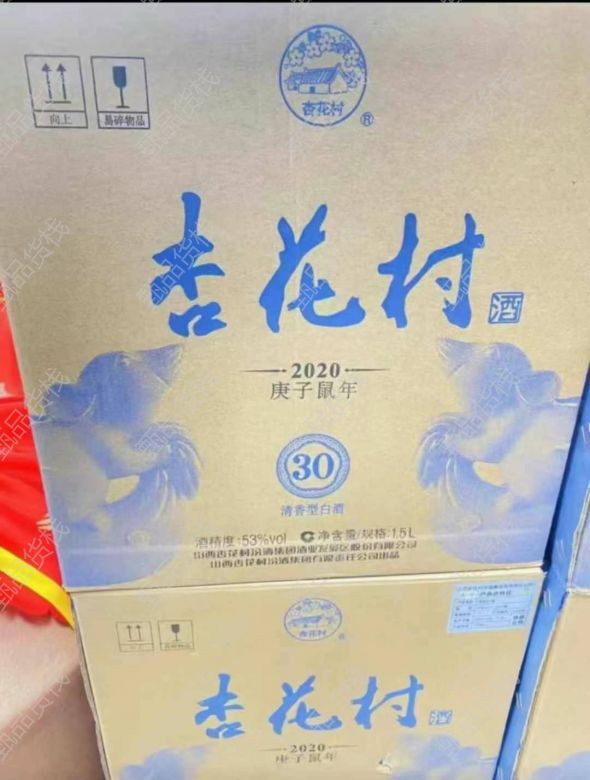 杏花村
®
向上
易碎物品
杏花村酒
2020
庚子鼠年
30
清香型白酒
酒精度:53%vol 净含量/规格:1.5L
山西杏花村汾酒集团酒业发展区股份有限公司
山西杏花村汾酒集团有限责任公司出品
杏花村
®
杏花村酒
2020
庚子鼠年
甄品货栈